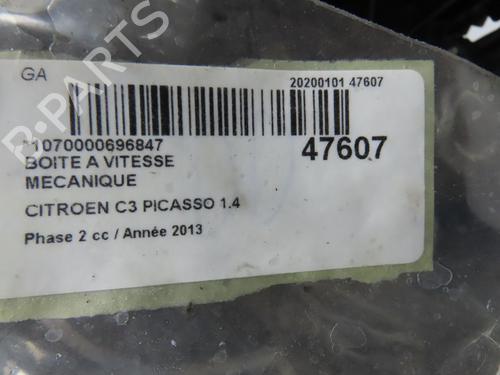 GA
20200101 47607
*1070000696847
BOITE A VITESSE
MECANIQUE
47607
CITROEN C3 PICASSO 1.4
Phase 2 cc / Année 2013
B-PARTS